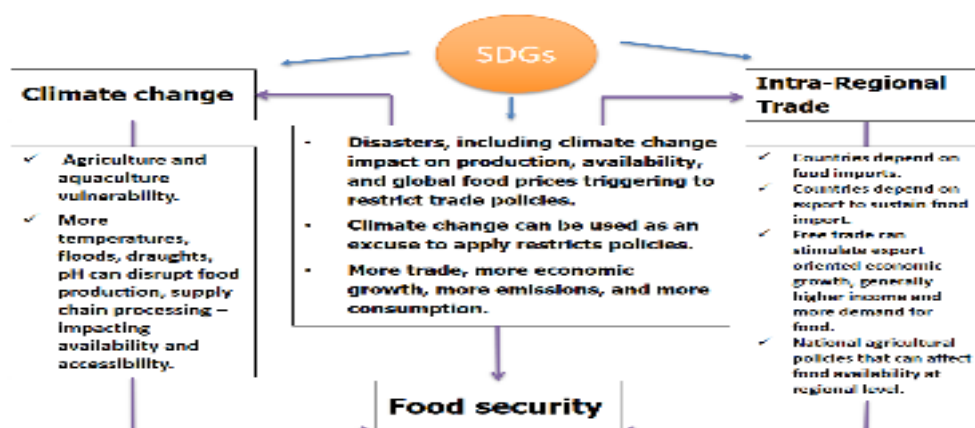 SDGs
Climate change
Intra-Regional
Trade
- Disasters, including climate change
impact on production, availability,
and global food prices triggering to
restrict trade policies.
- Climate change can be used as an
excuse to apply restricts policies.
- More trade, more economic
growth, more emissions, and more
consumption.
✓ Agriculture and
aquaculture
vulnerability.
✓ More
temperatures,
floods, draughts,
pH can disrupt food
production, supply
chain processing –
impacting
availability and
accessibility.
✓ Countries depend on
food imports.
✓ Countries depend on
export to sustain food
import.
✓ Free trade can
stimulate export
oriented economic
growth, generally
higher income and
more demand for
food.
✓ National agricultural
policies that can affect
food availability at
regional level.
Food security